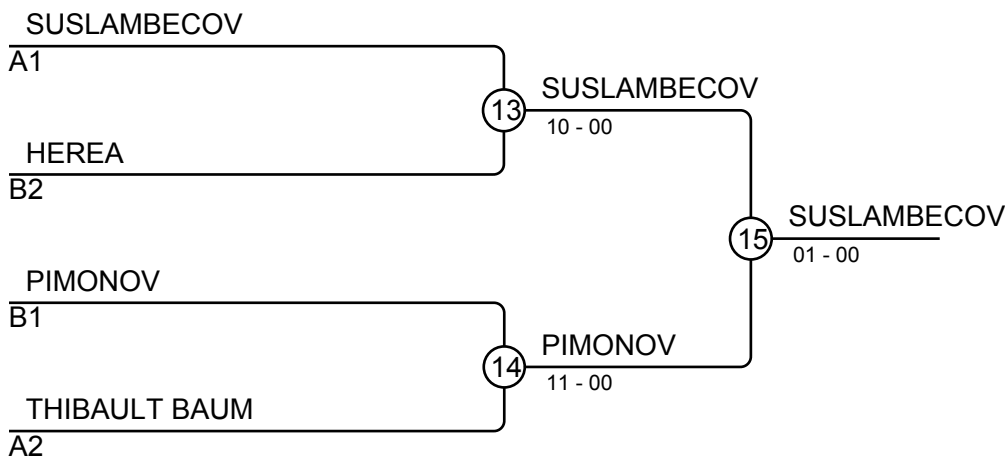 SUSLAMBECOV
A1
13
SUSLAMBECOV
10 - 00
HEREA
B2
15
SUSLAMBECOV
01 - 00
PIMONOV
B1
14
PIMONOV
11 - 00
THIBAULT BAUM
A2